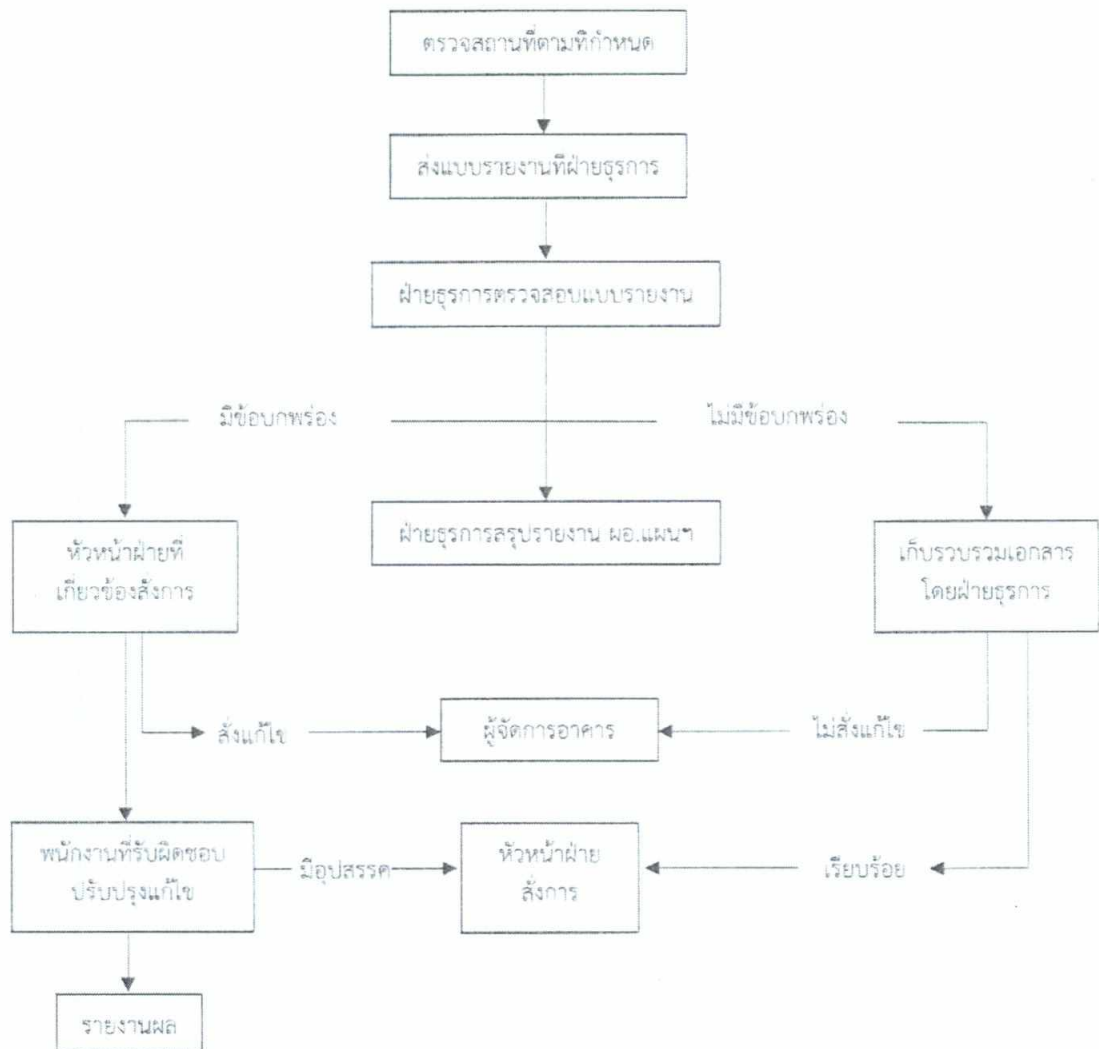 ตรวจสถานที่ตามที่กำหนด
ส่งแบบรายงานที่ฝ่ายธุรการ
ฝ่ายธุรการตรวจสอบแบบรายงาน
มีข้อบกพร่อง
ไม่มีข้อบกพร่อง
หัวหน้าฝ่ายที่
เกี่ยวข้องสั่งการ
ฝ่ายธุรการสรุปรายงาน ผอ.แผนฯ
เก็บรวบรวมเอกสาร
โดยฝ่ายธุรการ
สั่งแก้ไข
ผู้จัดการอาคาร
ไม่สั่งแก้ไข
พนักงานที่รับผิดชอบ
ปรับปรุงแก้ไข
มีอุปสรรค
หัวหน้าฝ่าย
สั่งการ
เรียบร้อย
รายงานผล